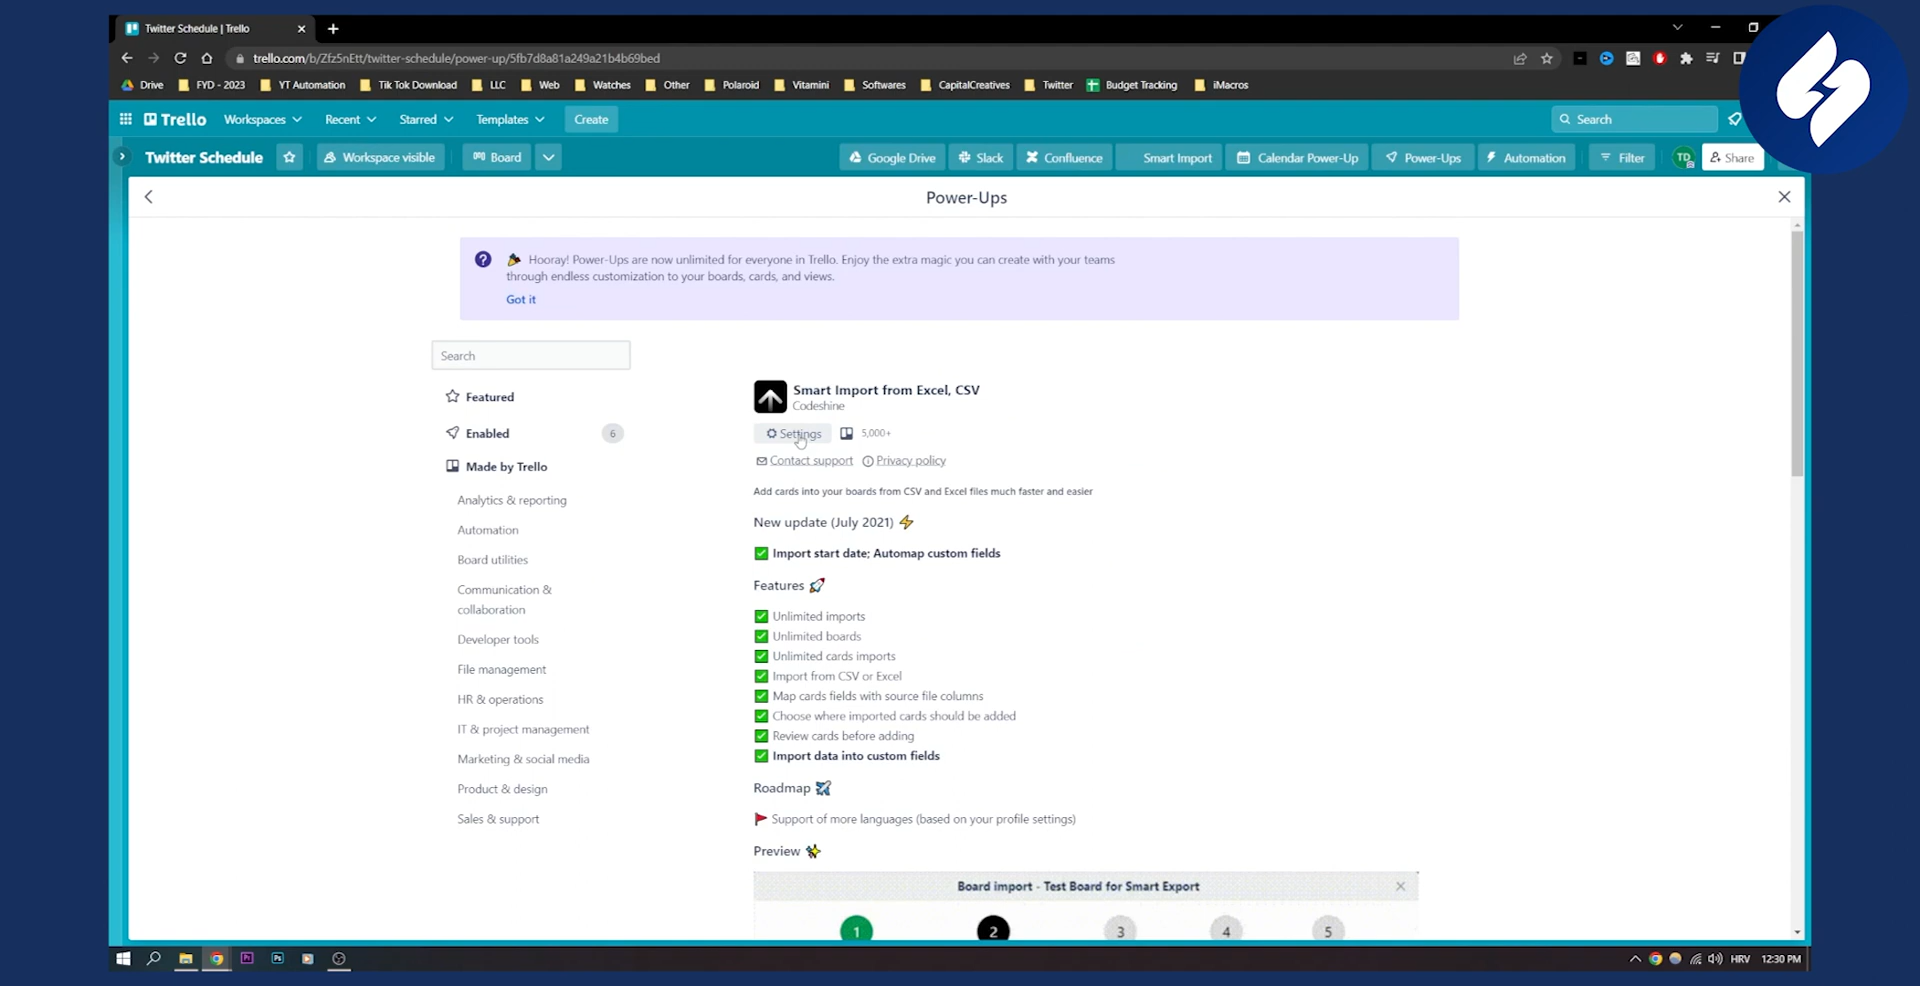 Twitter Schedule | Trello
trello.com/b/Zfz5nEtt/twitter-schedule/power-up/5fb7d8a81a249a21b4b69bed
Drive FYD - 2023 YT Automation Tik Tok Download LLC Web Watches Other Polaroid Vitamini Softwares CapitalCreatives Twitter Budget Tracking iMacros
Trello Workspaces Recent Starred Templates Create Search
Twitter Schedule Workspace visible Board Google Drive Slack Confluence Smart Import Calendar Power-Up Power-Ups Automation Filter TD Share
Power-Ups
Hooray! Power-Ups are now unlimited for everyone in Trello. Enjoy the extra magic you can create with your teams
through endless customization to your boards, cards, and views.
Got it
Search
Featured
Enabled 6
Made by Trello
Analytics & reporting
Automation
Board utilities
Communication &
collaboration
Developer tools
File management
HR & operations
IT & project management
Marketing & social media
Product & design
Sales & support
Smart Import from Excel, CSV
Codeshine
Settings 5,000+
Contact support Privacy policy
Add cards into your boards from CSV and Excel files much faster and easier
New update (July 2021)
Import start date; Automap custom fields
Features
Unlimited imports
Unlimited boards
Unlimited cards imports
Import from CSV or Excel
Map cards fields with source file columns
Choose where imported cards should be added
Review cards before adding
Import data into custom fields
Roadmap
Support of more languages (based on your profile settings)
Preview
Board import - Test Board for Smart Export
1 2 3 4 5
Pr Ps HRV 12:30 PM